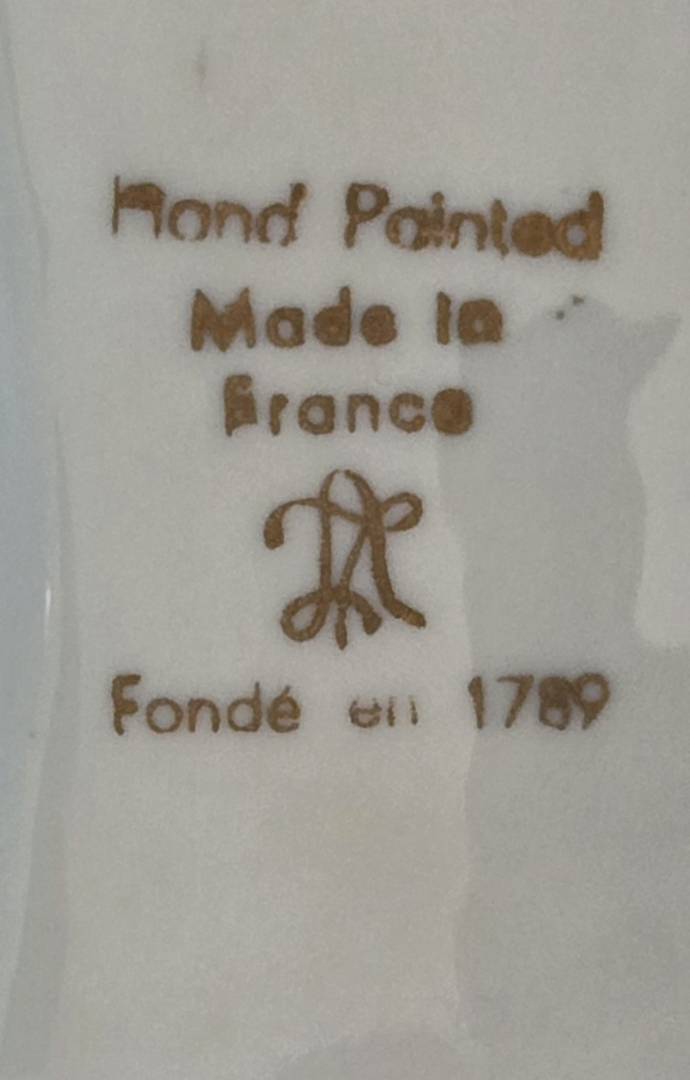 Hand Painted
Made in
France
Fondé en 1789